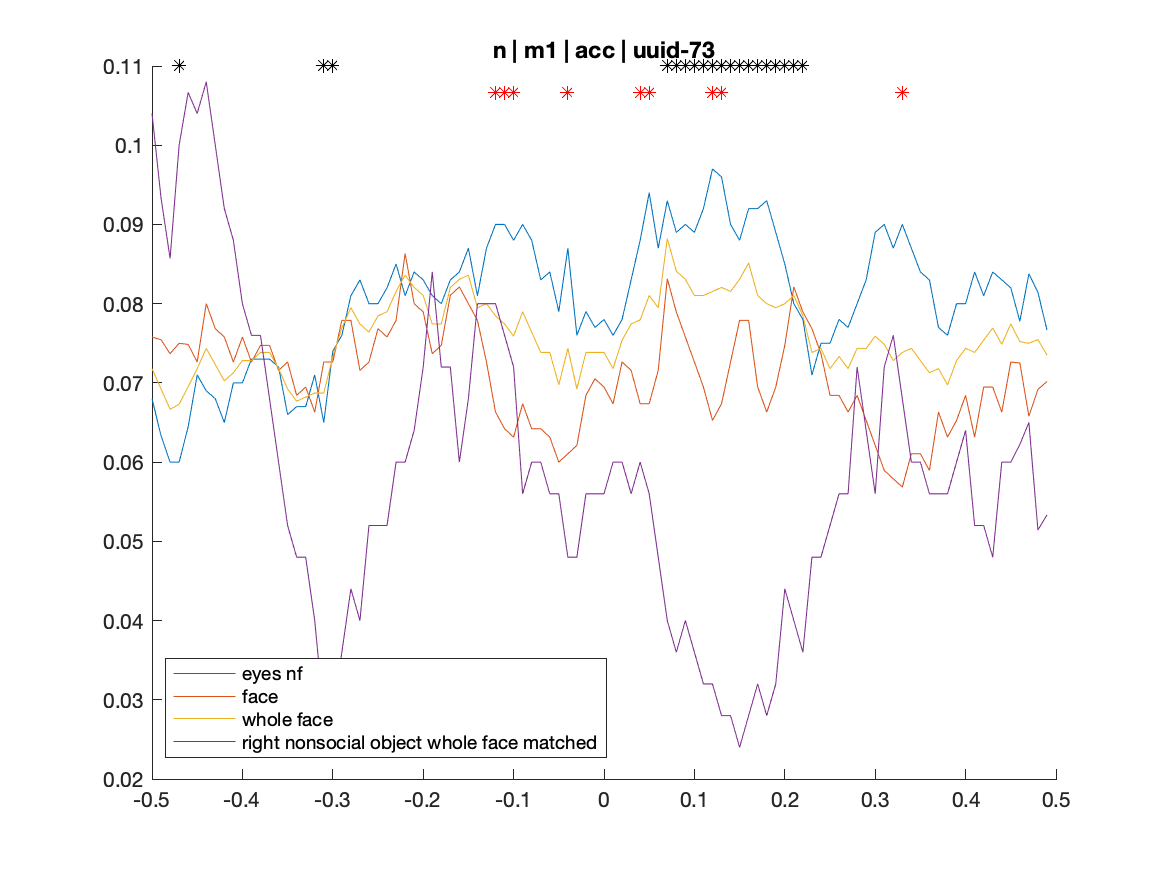 n | m1 | acc | uuid-73
0.11
0.1
0.09
0.08
0.07
0.06
0.05
0.04
0.03
0.02
eyes nf
face
whole face
right nonsocial object whole face matched
-0.5 -0.4 -0.3 -0.2 -0.1 0 0.1 0.2 0.3 0.4 0.5